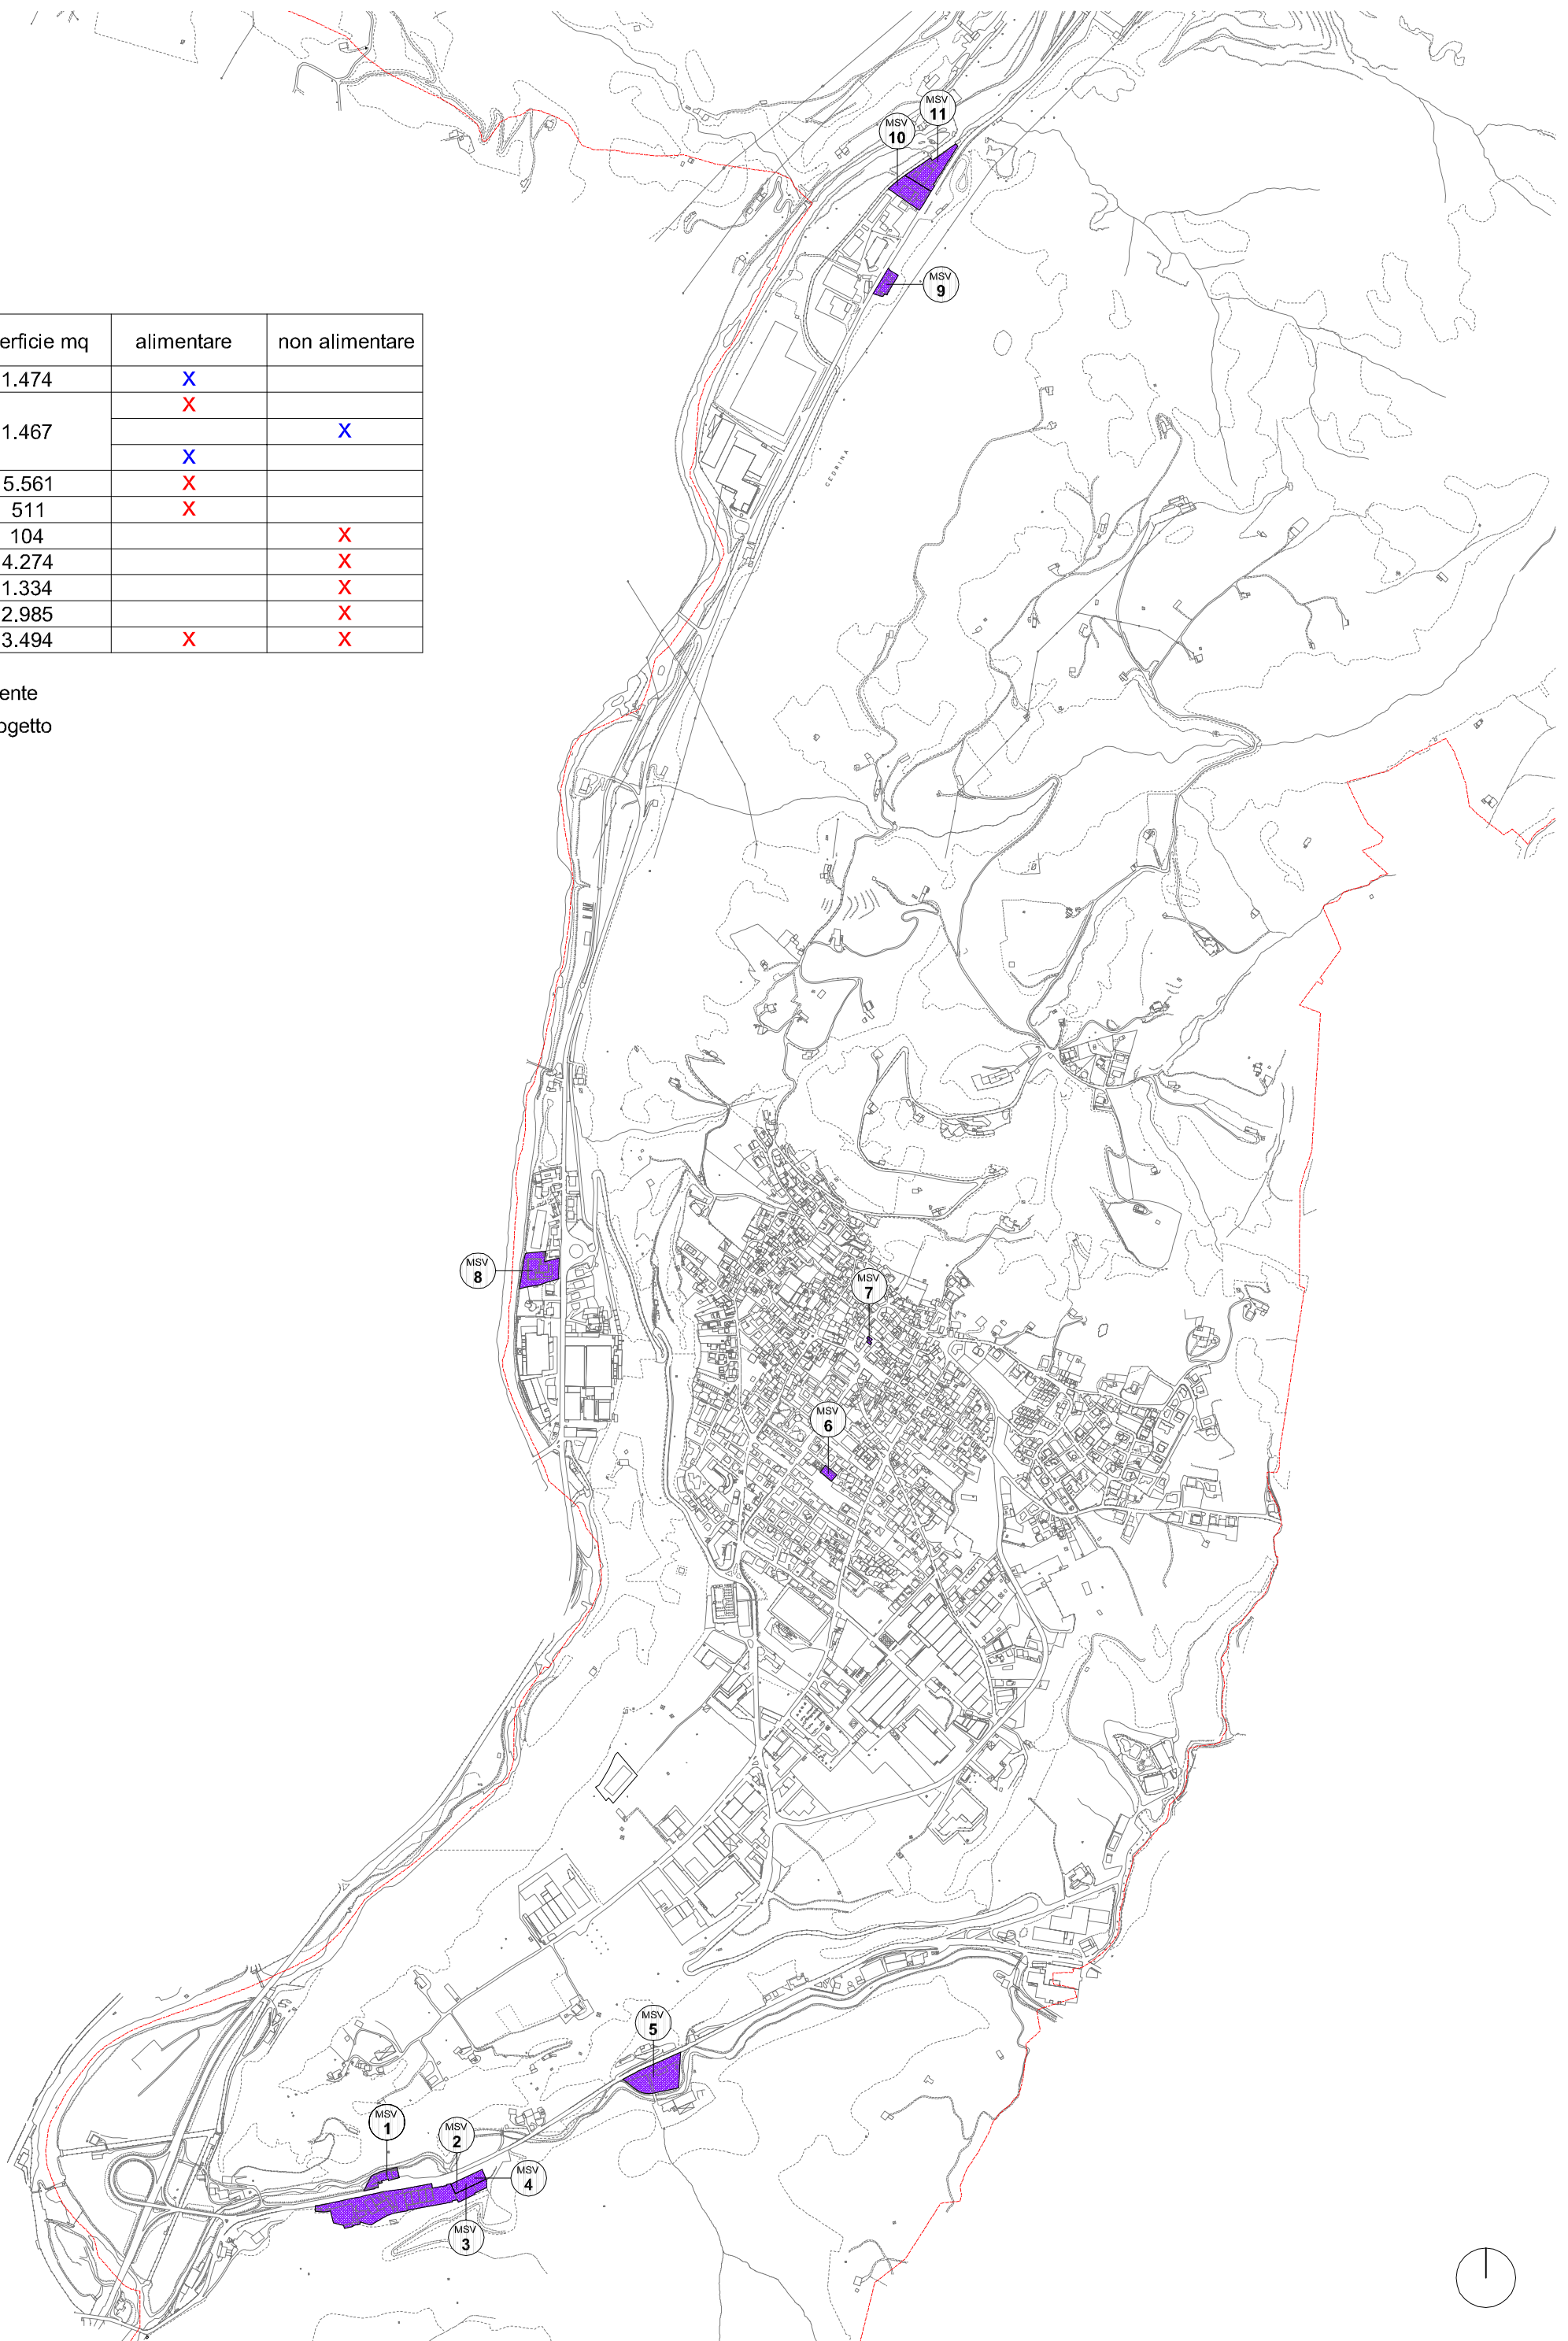 MSV
11
MSV
10
MSV
9
erficie mq alimentare non alimentare
1.474 X
X
1.467 X
X
5.561 X
511 X
104 X
4.274 X
1.334 X
2.985 X
3.494 X X
ente
ogetto
CEDRINA
MSV
8
MSV
7
MSV
6
MSV
5
MSV
1
MSV
2
MSV
4
MSV
3